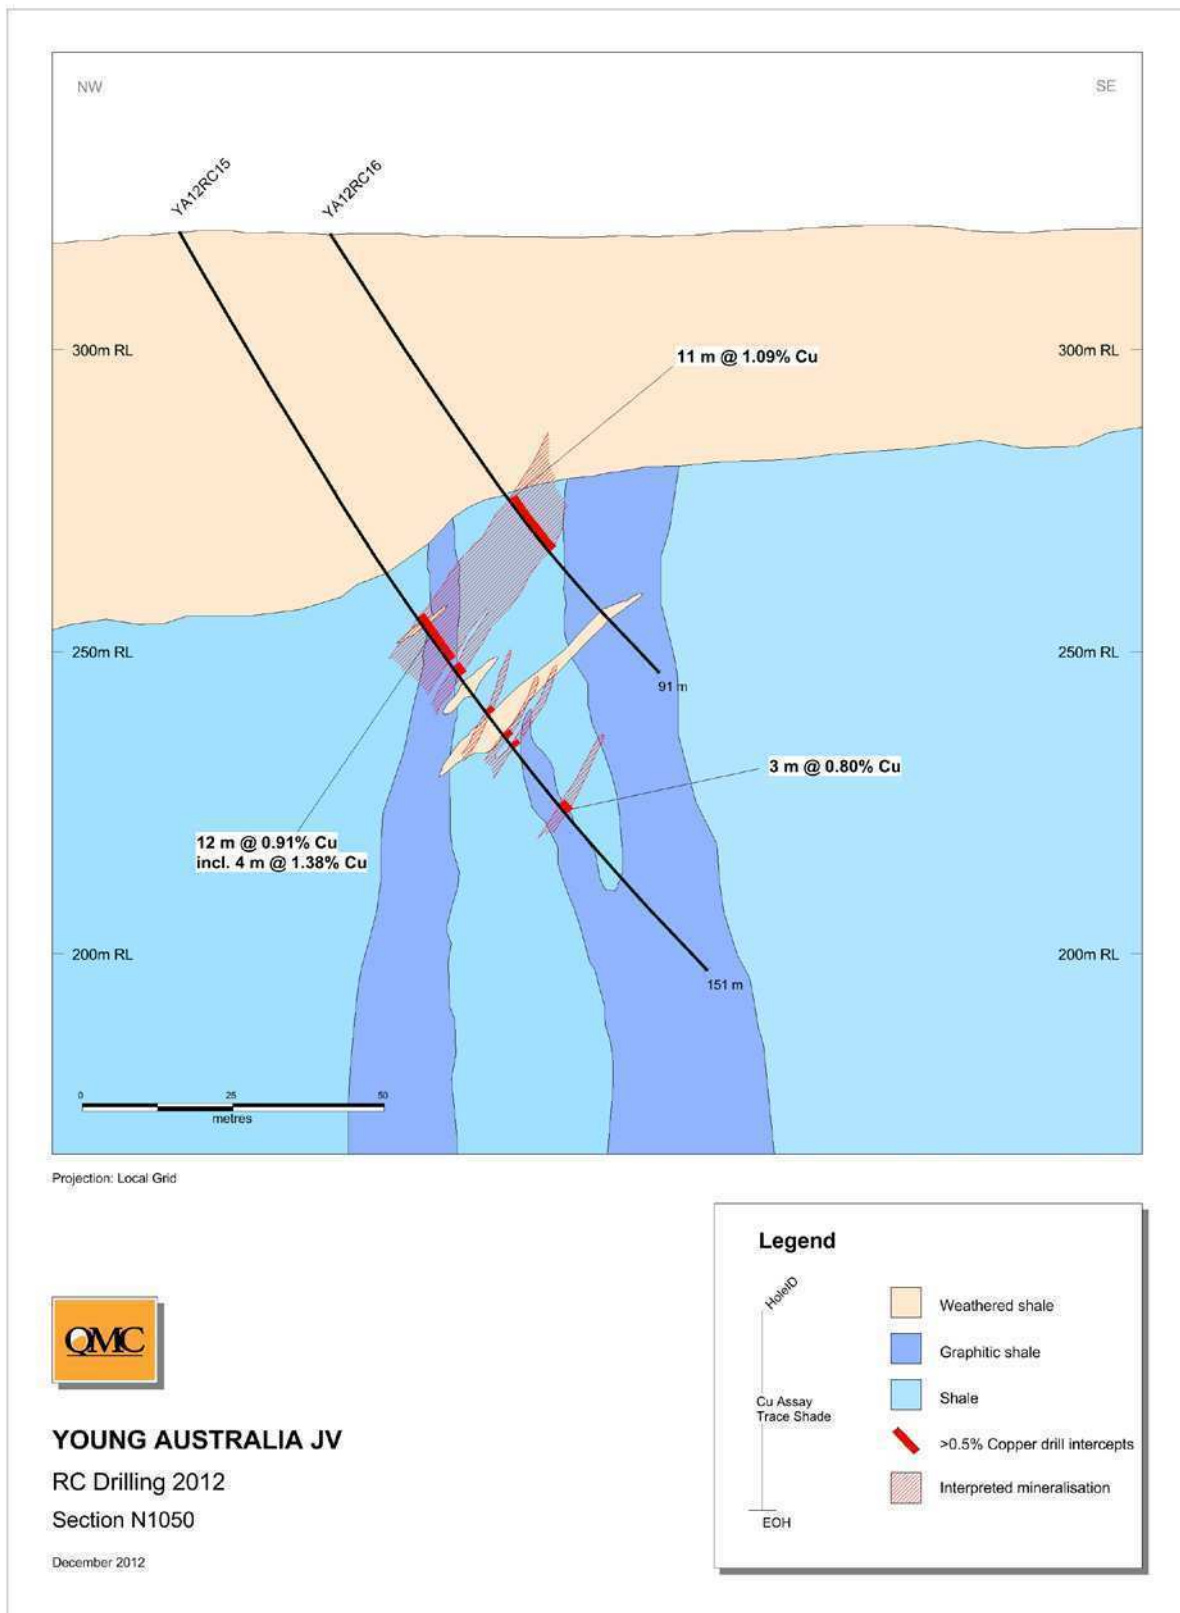 NW
SE
YA12RC15
YA12RC16
300m RL
300m RL
11 m @ 1.09% Cu
250m RL
250m RL
91 m
3 m @ 0.80% Cu
12 m @ 0.91% Cu
incl. 4 m @ 1.38% Cu
200m RL
200m RL
151 m
0
25
50
metres
Projection: Local Grid
QMC
YOUNG AUSTRALIA JV
RC Drilling 2012
Section N1050
December 2012
Legend
HoleID
Cu Assay
Trace Shade
EOH
Weathered shale
Graphitic shale
Shale
>0.5% Copper drill intercepts
Interpreted mineralisation